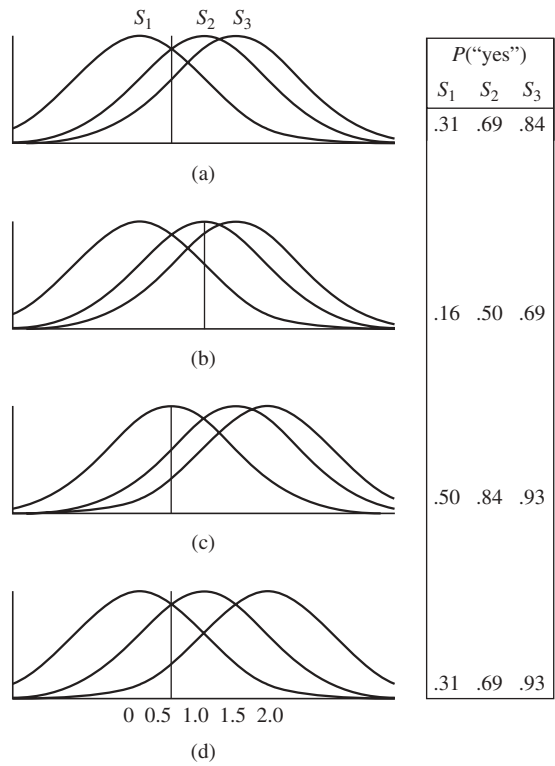 S1 S2 S3
(a)
(b)
(c)
0 0.5 1.0 1.5 2.0
(d)
P(“yes”)
S1 S2 S3
.31 .69 .84
.16 .50 .69
.50 .84 .93
.31 .69 .93